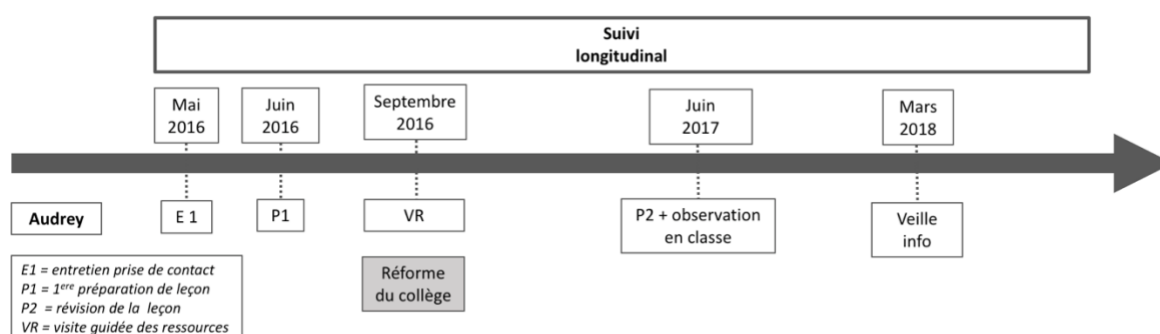 Suivi
longitudinal
Mai
2016
Juin
2016
Septembre
2016
Juin
2017
Mars
2018
Audrey
E 1
P1
VR
P2 + observation
en classe
Veille
info
Réforme
du collège
E1 = entretien prise de contact
P1 = 1ere préparation de leçon
P2 = révision de la leçon
VR = visite guidée des ressources